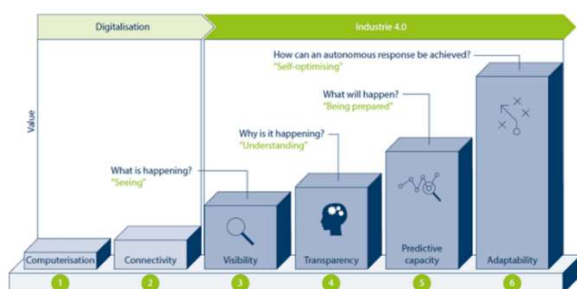 Digitalisation
Industrie 4.0
How can an autonomous response be achieved?
"Self-optimising"
What will happen?
"Being prepared"
Why is it happening?
"Understanding"
What is happening?
"Seeing"
Value
Computerisation
Connectivity
Visibility
Transparency
Predictive
capacity
Adaptability
1
2
3
4
5
6